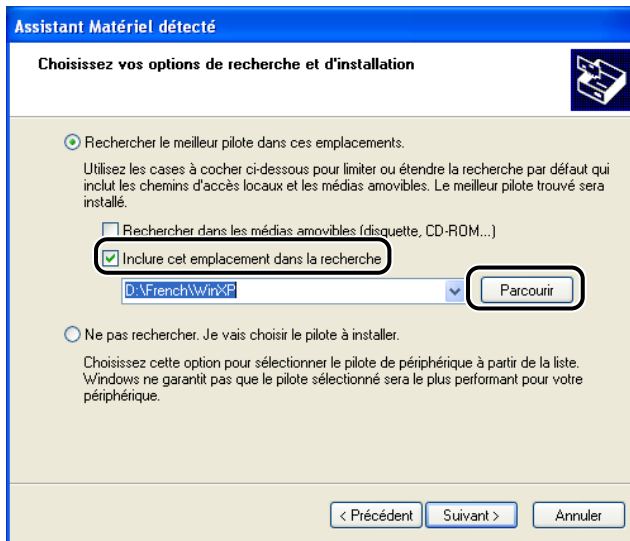 Assistant Matériel détecté
Choisissez vos options de recherche et d'installation
Rechercher le meilleur pilote dans ces emplacements.
Utilisez les cases à cocher ci-dessous pour limiter ou étendre la recherche par défaut qui
inclut les chemins d'accès locaux et les médias amovibles. Le meilleur pilote trouvé sera
installé.
Rechercher dans les médias amovibles (disquette, CD-ROM...)
Inclure cet emplacement dans la recherche
D:\French\WinXP
Parcourir
Ne pas rechercher. Je vais choisir le pilote à installer.
Choisissez cette option pour sélectionner le pilote de périphérique à partir de la liste.
Windows ne garantit pas que le pilote sélectionné sera le plus performant pour votre
périphérique.
< Précédent Suivant > Annuler